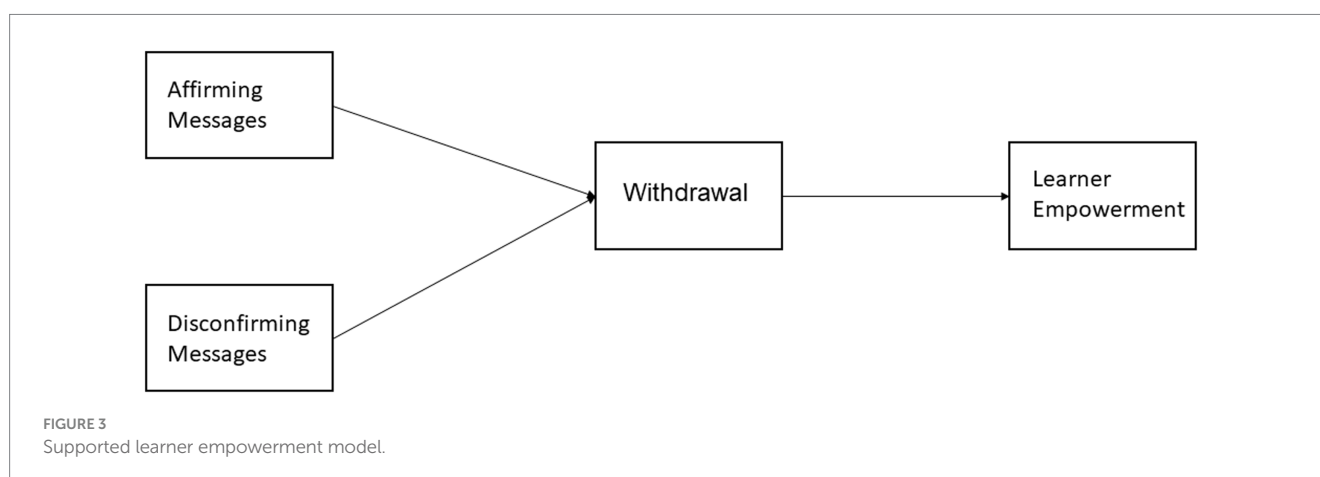 Affirming
Messages
Withdrawal
Learner
Empowerment
Disconfirming
Messages
FIGURE 3
Supported learner empowerment model.